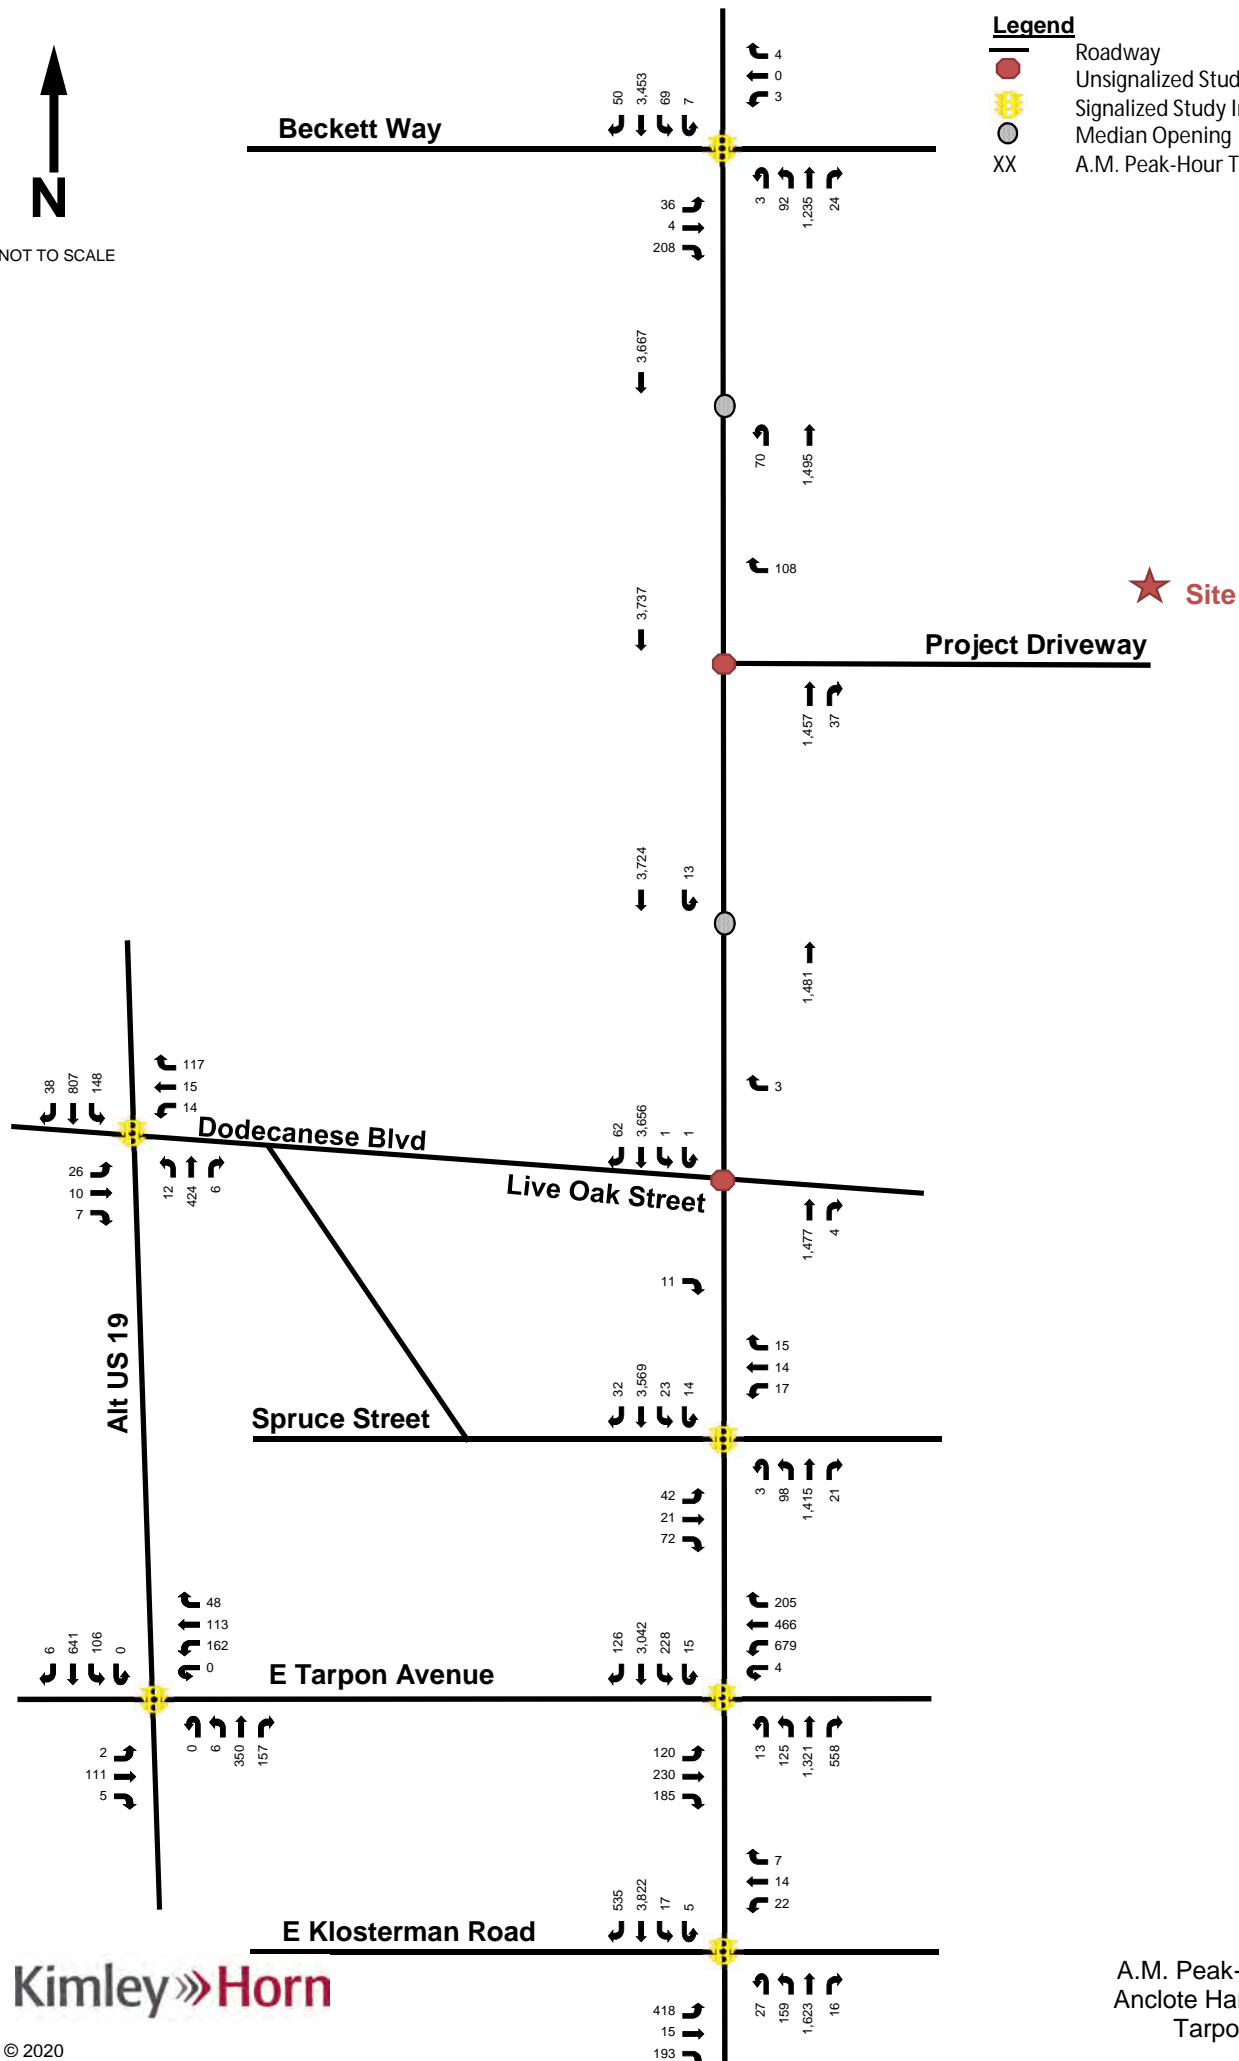 Legend
Roadway
Unsignalized Stud
Signalized Study I
Median Opening
XX A.M. Peak-Hour T
N
NOT TO SCALE
4
0
3
50 3,453 69 7
Beckett Way
3 92 1,235 24
36
4
208
3,667
70 1,495
108
3,737
Site
Project Driveway
1,457 37
3,724 13
1,481
3
117
15
14
38 807 148
Dodecanese Blvd
62 3,656 1 1
Live Oak Street
26
10
7
12 424 6
1,477 4
11
Alt US 19
15
14
17
32 3,569 23 14
Spruce Street
3 98 1,415 21
42
21
72
48
113
162
0
6 641 106 0
205
466
679
4
126 3,042 228 15
E Tarpon Avenue
0 6 350 157
13 125 1,321 558
2
111
5
120
230
185
7
14
22
535 3,822 17 5
E Klosterman Road
27 159 1,623 16
418
15
193
Kimley»Horn
© 2020
A.M. Peak-
Anclote Ha
Tarpo